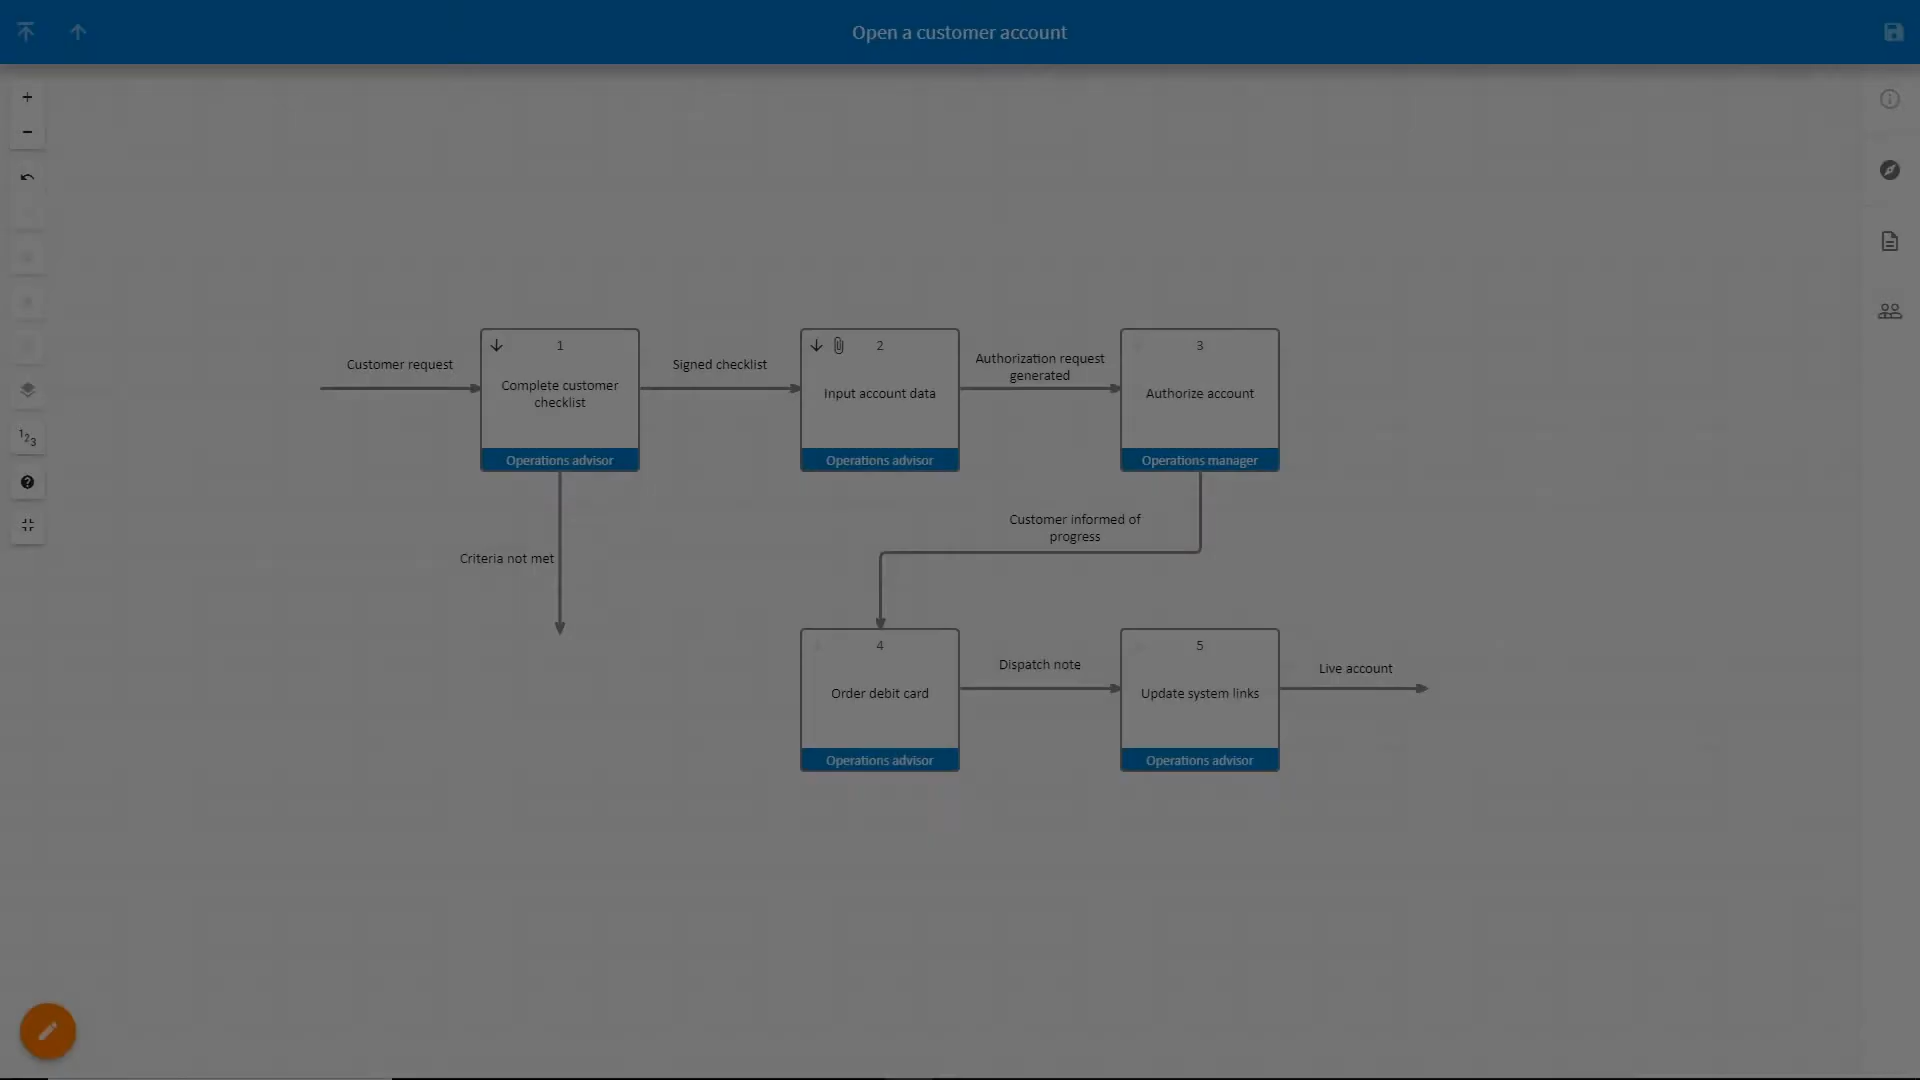 Open a customer account
Customer request
1
Complete customer
checklist
Operations advisor
Signed checklist
2
Input account data
Operations advisor
Authorization request
generated
3
Authorize account
Operations manager
Criteria not met
Customer informed of
progress
4
Order debit card
Operations advisor
Dispatch note
5
Update system links
Operations advisor
Live account
123